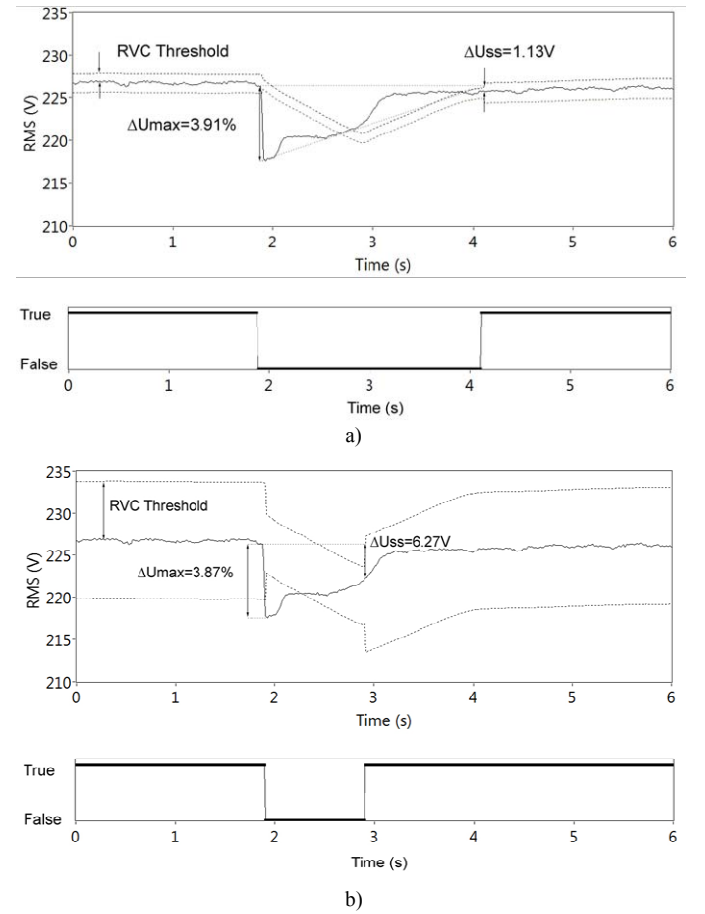 235
230
225
220
215
210
RMS (V)
RVC Threshold
ΔUss=1.13V
ΔUmax=3.91%
0 1 2 3 4 5 6
Time (s)
True
False
0 1 2 3 4 5 6
Time (s)
a)
235
230
225
220
215
210
RMS (V)
RVC Threshold
ΔUss=6.27V
ΔUmax=3.87%
0 1 2 3 4 5 6
Time (s)
True
False
0 1 2 3 4 5 6
Time (s)
b)